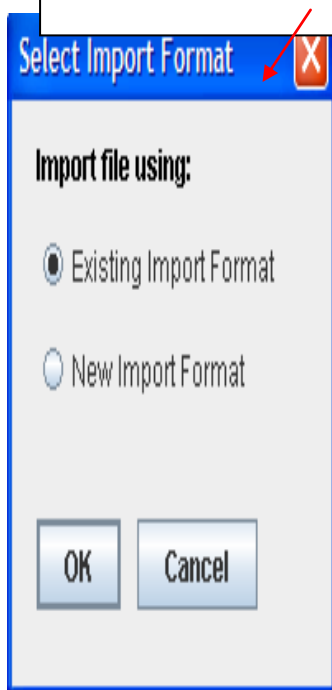 Select Import Format
Import file using:
Existing Import Format
New Import Format
OK Cancel